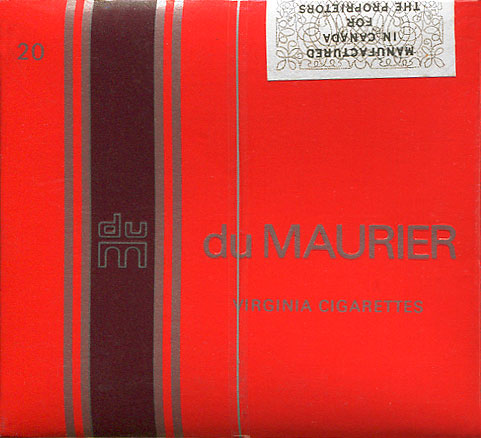 20
MANUFACTURED
IN CANADA
FOR
THE PROPRIETORS
du
M
du MAURIER
VIRGINIA CIGARETTES